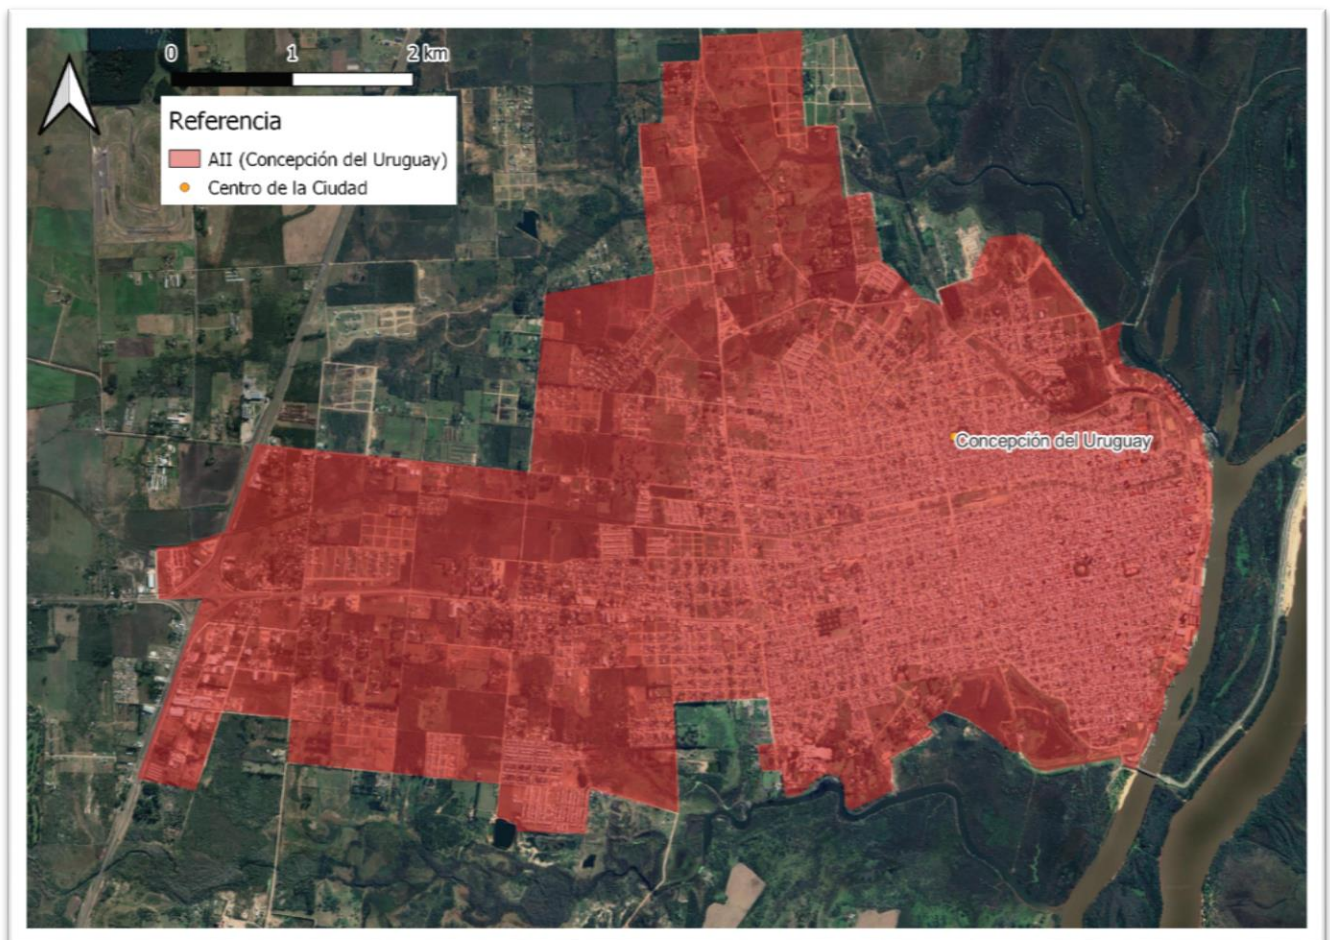 0 1 2 km
Referencia
AII (Concepción del Uruguay)
Centro de la Ciudad
Concepción del Uruguay